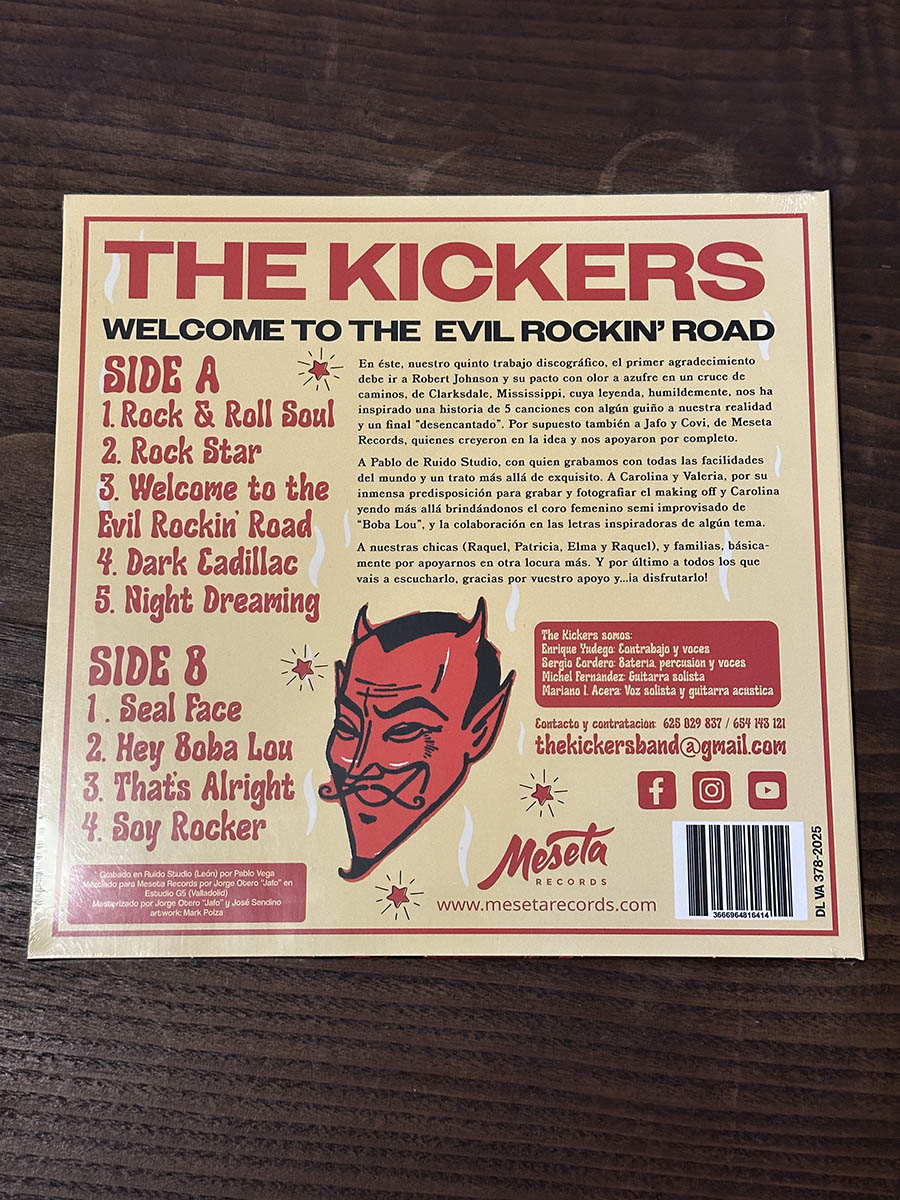 THE KICKERS
WELCOME TO THE EVIL ROCKIN' ROAD
SIDE A
1. Rock & Roll Soul
2. Rock Star
3. Welcome to the
Evil Rockin' Road
4. Dark Cadillac
5. Night Dreaming
SIDE B
1. Seal Face
2. Hey Boba Lou
3. That's Alright
4. Soy Rocker
En éste, nuestro quinto trabajo discográfico, el primer agradecimiento
debe ir a Robert Johnson y su pacto con olor a azufre en un cruce de
caminos, de Clarksdale, Mississippi, cuya leyenda, humildemente, nos ha
inspirado una historia de 5 canciones con algún guiño a nuestra realidad
y un final "desencantado". Por supuesto también a Jafo y Covi, de Meseta
Records, quienes creyeron en la idea y nos apoyaron por completo.
A Pablo de Ruido Studio, con quien grabamos con todas las facilidades
del mundo y un trato más allá de exquisito. A Carolina y Valeria, por su
inmensa predisposición para grabar y fotografiar el making off y Carolina
yendo más allá brindándonos el coro femenino semi improvisado de
"Boba Lou", y la colaboración en las letras inspiradoras de algún tema.
A nuestras chicas (Raquel, Patricia, Elma y Raquel), y familias, básica-
mente por apoyarnos en otra locura más. Y por último a todos los que
vais a escucharlo, gracias por vuestro apoyo y...¡a disfrutarlo!
The Kickers somos:
Enrique Yudego: Contrabajo y voces
Sergio Cordero: Bateria, percusion y voces
Michel Fernandez: Guitarra solista
Mariano I. Acera: Voz solista y guitarra acustica
Contacto y contratacion: 625 029 837 / 654 143 121
thekickersband@gmail.com
Grabado en Ruido Studio (León) por Pablo Vega
Mezclado para Meseta Records por Jorge Otero "Jafo" en
Estudio G5 (Valladolid)
Masterizado por Jorge Otero "Jafo" y José Sendino
artwork: Mark Polza
Meseta
RECORDS
www.mesetarecords.com
3666964816414
DL VA 378-2025